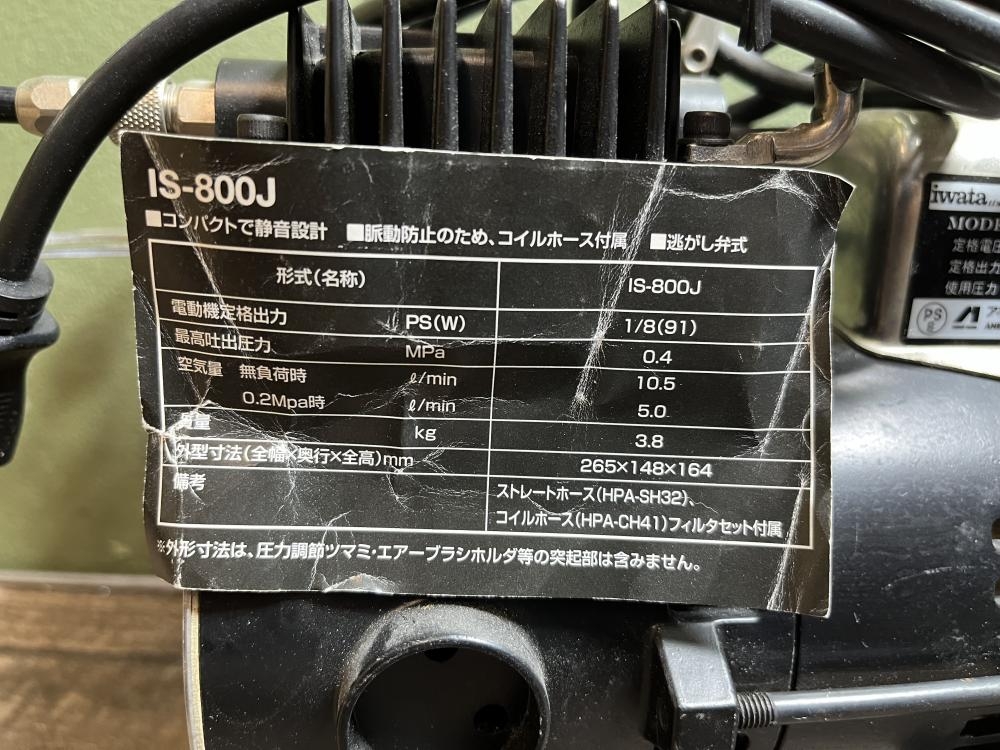 IS-800J
■コンパクトで静音設計 ■脈動防止のため、コイルホース付属 ■逃がし弁式
形式(名称) IS-800J
電動機定格出力 PS(W) 1/8(91)
最高吐出圧力 MPa 0.4
空気量 無負荷時 ℓ/min 10.5
0.2Mpa時 ℓ/min 5.0
質量 kg 3.8
外型寸法(全幅×奥行×全高)mm 265×148×164
備考 ストレートホース(HPA-SH32)、
コイルホース(HPA-CH41)フィルタセット付属
※外形寸法は、圧力調節ツマミ・エアーブラシホルダ等の突起部は含みません。
iwata
MODE
定格電圧
定格出力
使用圧力
PS
E